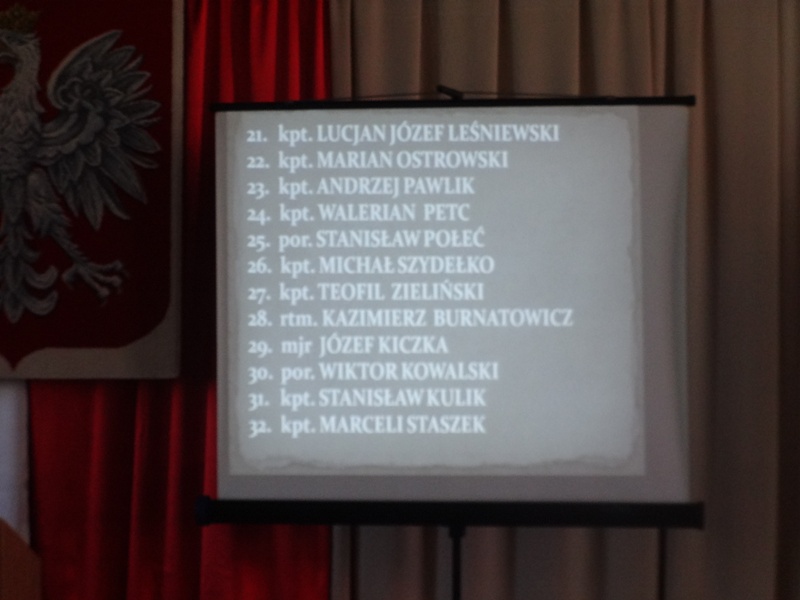 21. kpt. LUCJAN JÓZEF LEŚNIEWSKI
22. kpt. MARIAN OSTROWSKI
23. kpt. ANDRZEJ PAWLIK
24. kpt. WALERIAN PETC
25. por. STANISŁAW POŁEĆ
26. kpt. MICHAŁ SZYDEŁKO
27. kpt. TEOFIL ZIELIŃSKI
28. rtm. KAZIMIERZ BURNATOWICZ
29. mjr JÓZEF KICZKA
30. por. WIKTOR KOWALSKI
31. kpt. STANISŁAW KULIK
32. kpt. MARCELI STASZEK